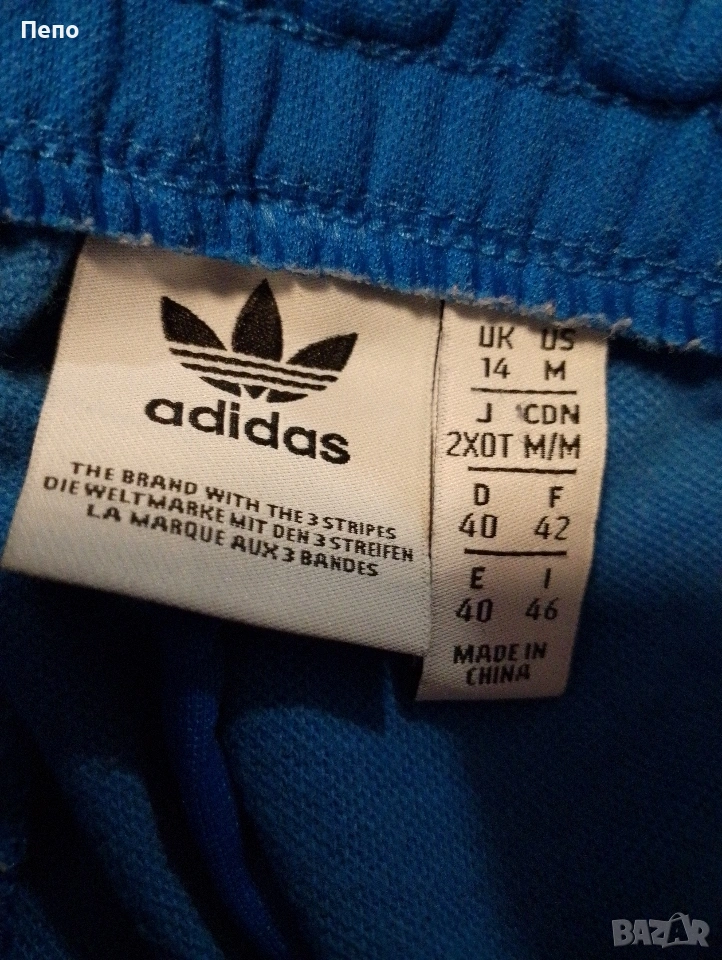 Пепо
adidas
THE BRAND WITH THE 3 STRIPES
DIE WELTMARKE MIT DEN 3 STREIFEN
LA MARQUE AUX 3 BANDES
UK US
14 M
J CDN
2XOT M/M
D F
40 42
E I
40 46
MADE IN
CHINA
BAZAR